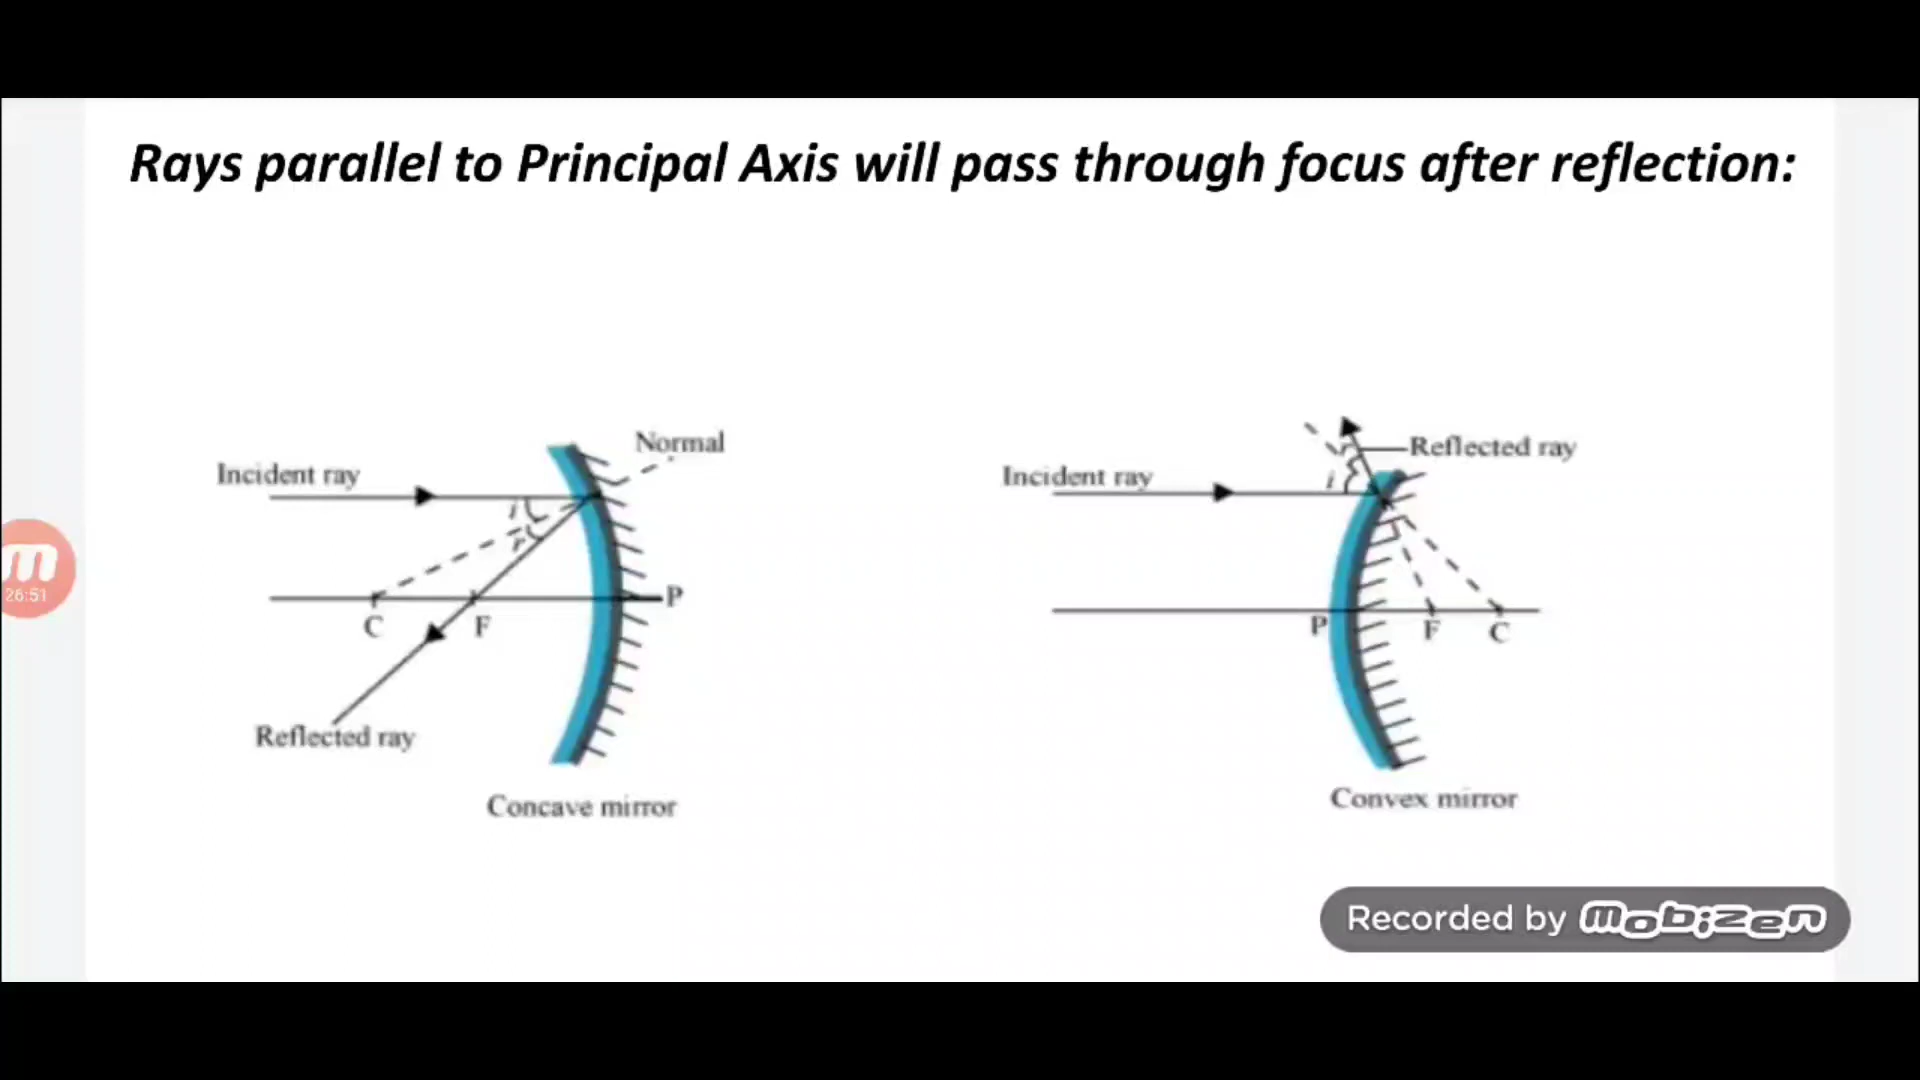 Rays parallel to Principal Axis will pass through focus after reflection:
Normal
Incident ray
i
r
C
F
P
Reflected ray
Concave mirror
Reflected ray
Incident ray
i
P
F
C
Convex mirror
m
26:51
Recorded by mobizen